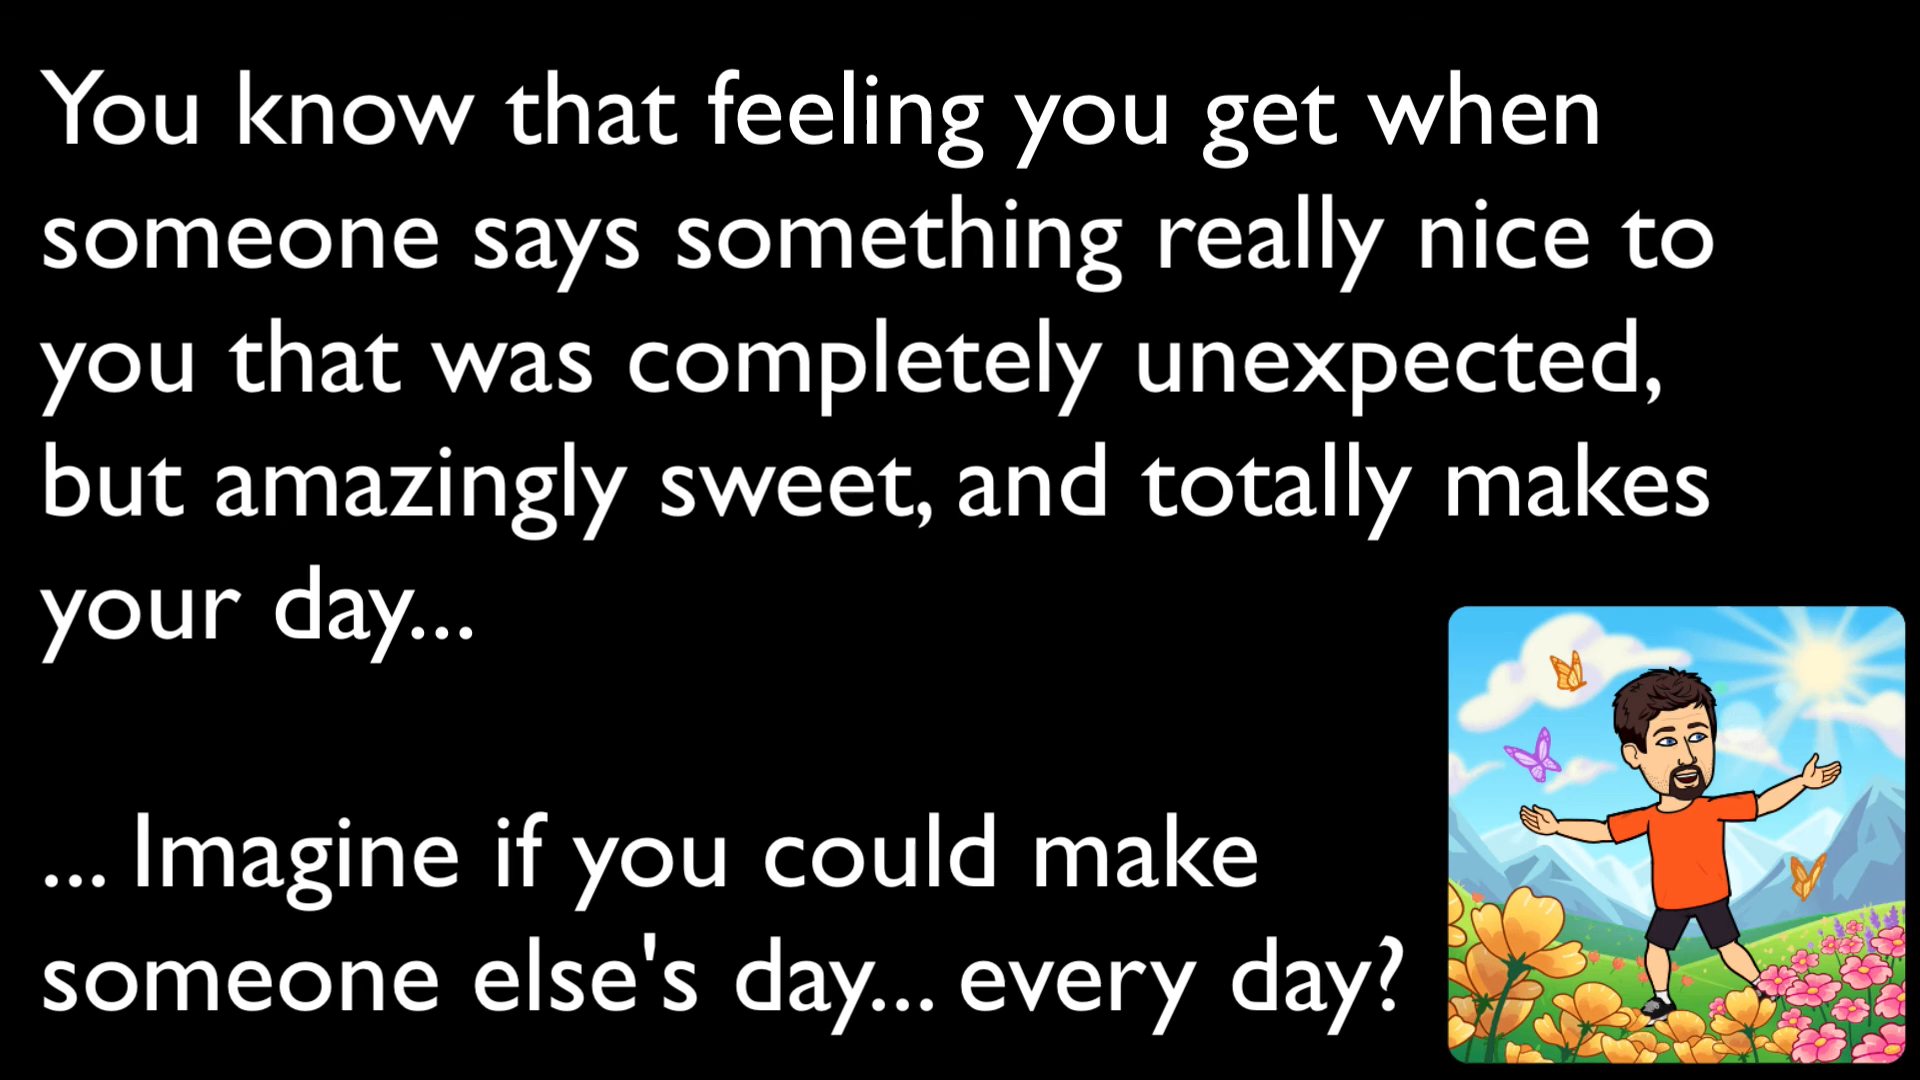 You know that feeling you get when
someone says something really nice to
you that was completely unexpected,
but amazingly sweet, and totally makes
your day...
... Imagine if you could make
someone else's day... every day?